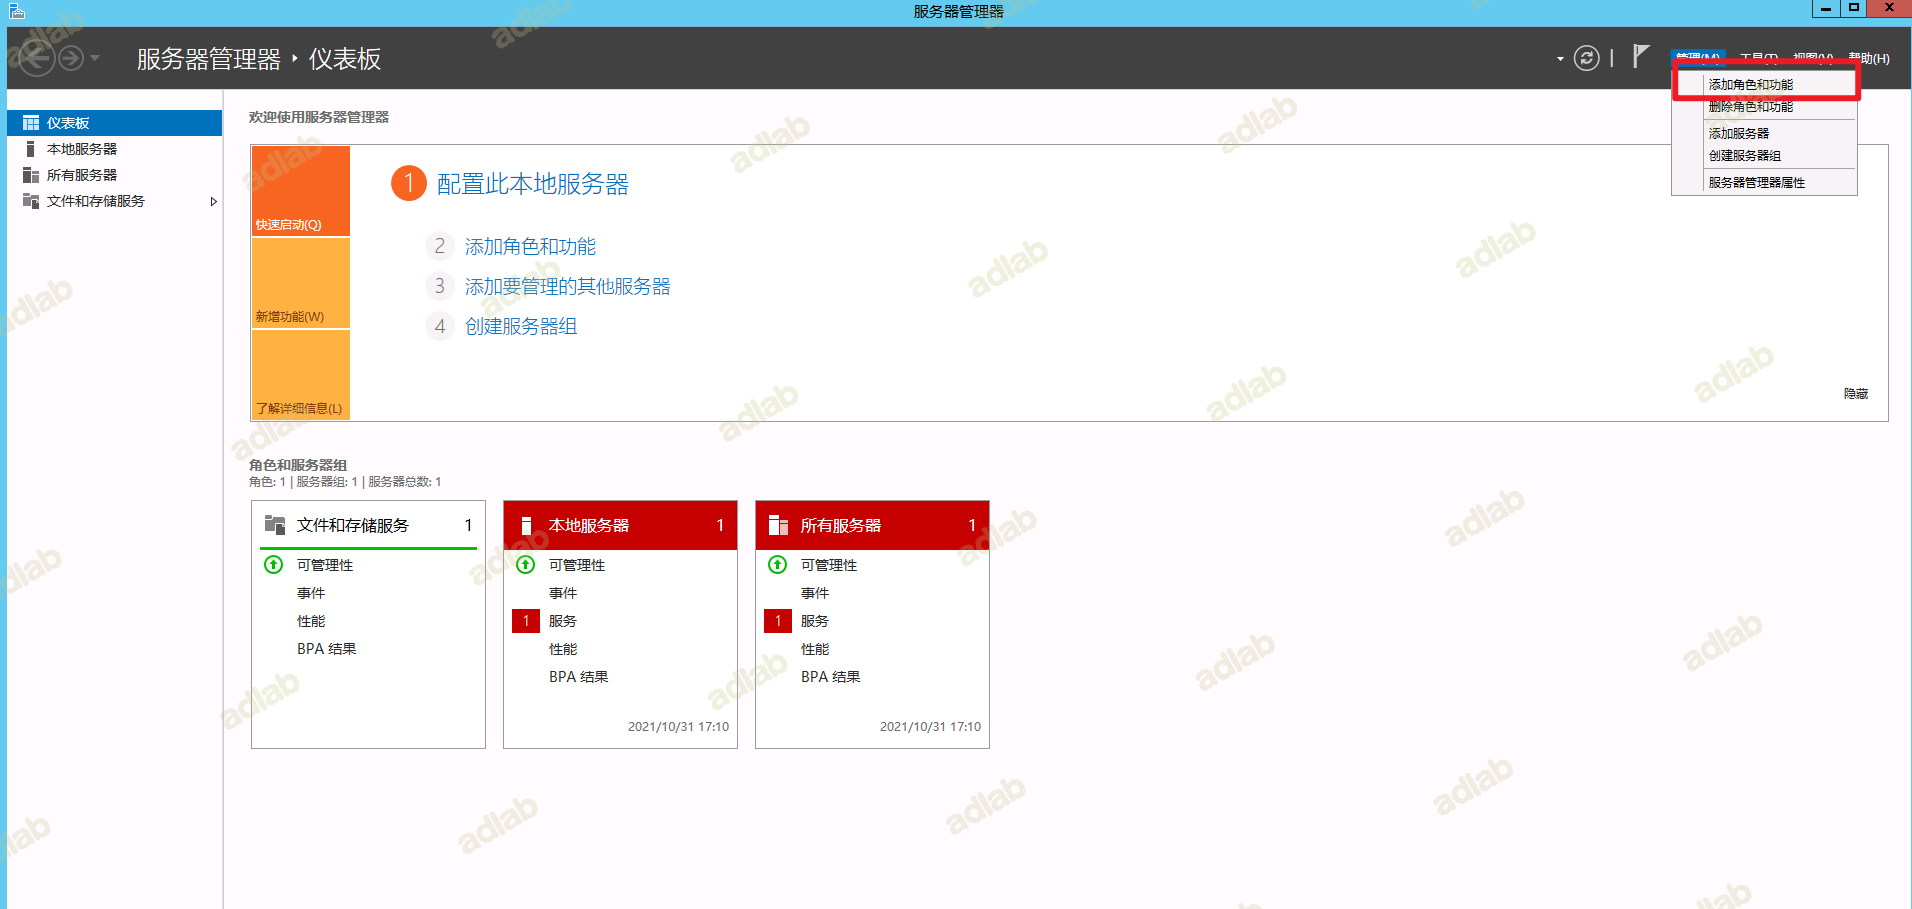 服务器管理器
服务器管理器 ‣ 仪表板
管理(M) 工具(T) 视图(V) 帮助(H)
添加角色和功能
删除角色和功能
添加服务器
创建服务器组
服务器管理器属性
仪表板
本地服务器
所有服务器
文件和存储服务
欢迎使用服务器管理器
快速启动(Q)
新增功能(W)
了解详细信息(L)
1 配置此本地服务器
2 添加角色和功能
3 添加要管理的其他服务器
4 创建服务器组
隐藏
角色和服务器组
角色: 1 | 服务器组: 1 | 服务器总数: 1
文件和存储服务 1
可管理性
事件
性能
BPA 结果
本地服务器 1
可管理性
事件
1 服务
性能
BPA 结果
2021/10/31 17:10
所有服务器 1
可管理性
事件
1 服务
性能
BPA 结果
2021/10/31 17:10
adlab